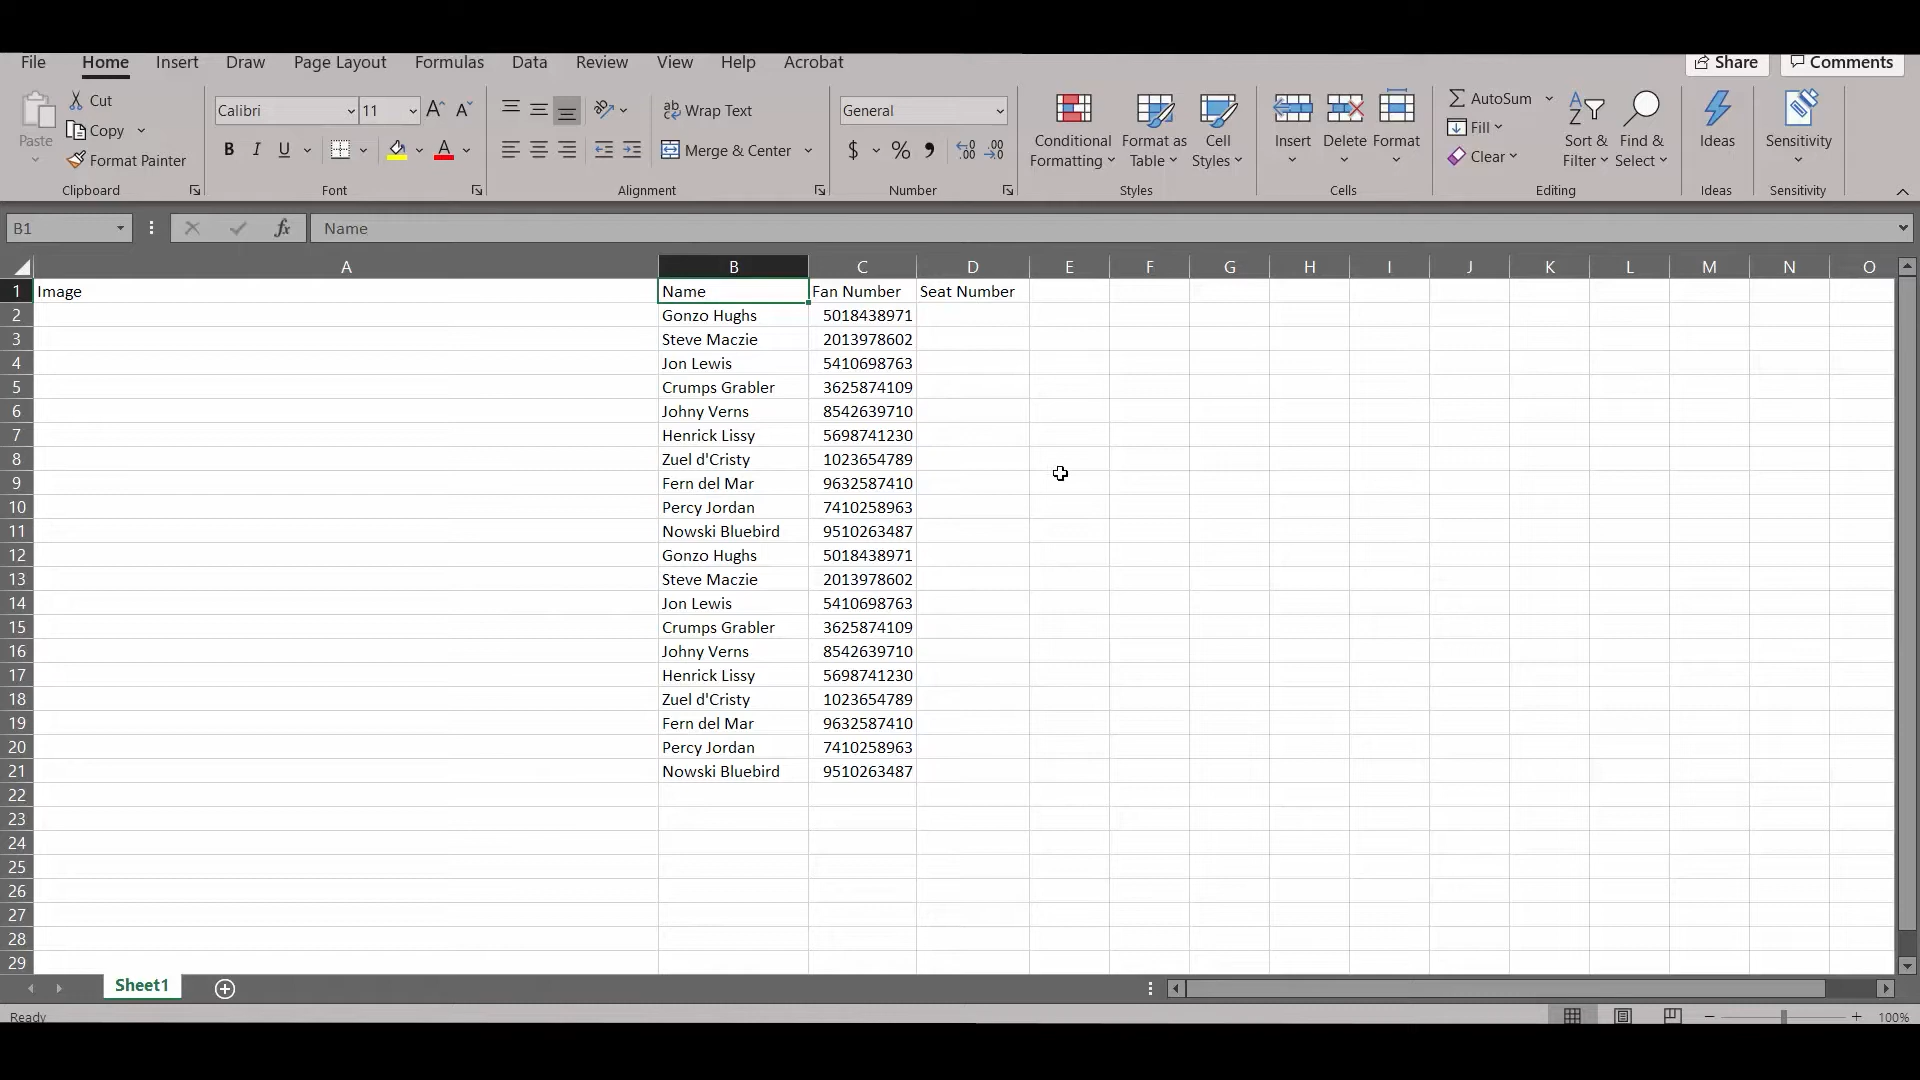 File Home Insert Draw Page Layout Formulas Data Review View Help Acrobat Share Comments
Paste Cut Copy Format Painter
Calibri 11
B I U A
Wrap Text
Merge & Center
General
$ % 9
Conditional Formatting
Format as Table
Cell Styles
Insert Delete Format
AutoSum
Fill
Clear
Sort & Filter
Find & Select
Ideas
Sensitivity
Clipboard Font Alignment Number Styles Cells Editing Ideas Sensitivity
B1 fx Name
A B C D E F G H I J K L M N O
1 Image Name Fan Number Seat Number
2 Gonzo Hughs 5018438971
3 Steve Maczie 2013978602
4 Jon Lewis 5410698763
5 Crumps Grabler 3625874109
6 Johny Verns 8542639710
7 Henrick Lissy 5698741230
8 Zuel d'Cristy 1023654789
9 Fern del Mar 9632587410
10 Percy Jordan 7410258963
11 Nowski Bluebird 9510263487
12 Gonzo Hughs 5018438971
13 Steve Maczie 2013978602
14 Jon Lewis 5410698763
15 Crumps Grabler 3625874109
16 Johny Verns 8542639710
17 Henrick Lissy 5698741230
18 Zuel d'Cristy 1023654789
19 Fern del Mar 9632587410
20 Percy Jordan 7410258963
21 Nowski Bluebird 9510263487
22
23
24
25
26
27
28
29
Sheet1
Ready 100%